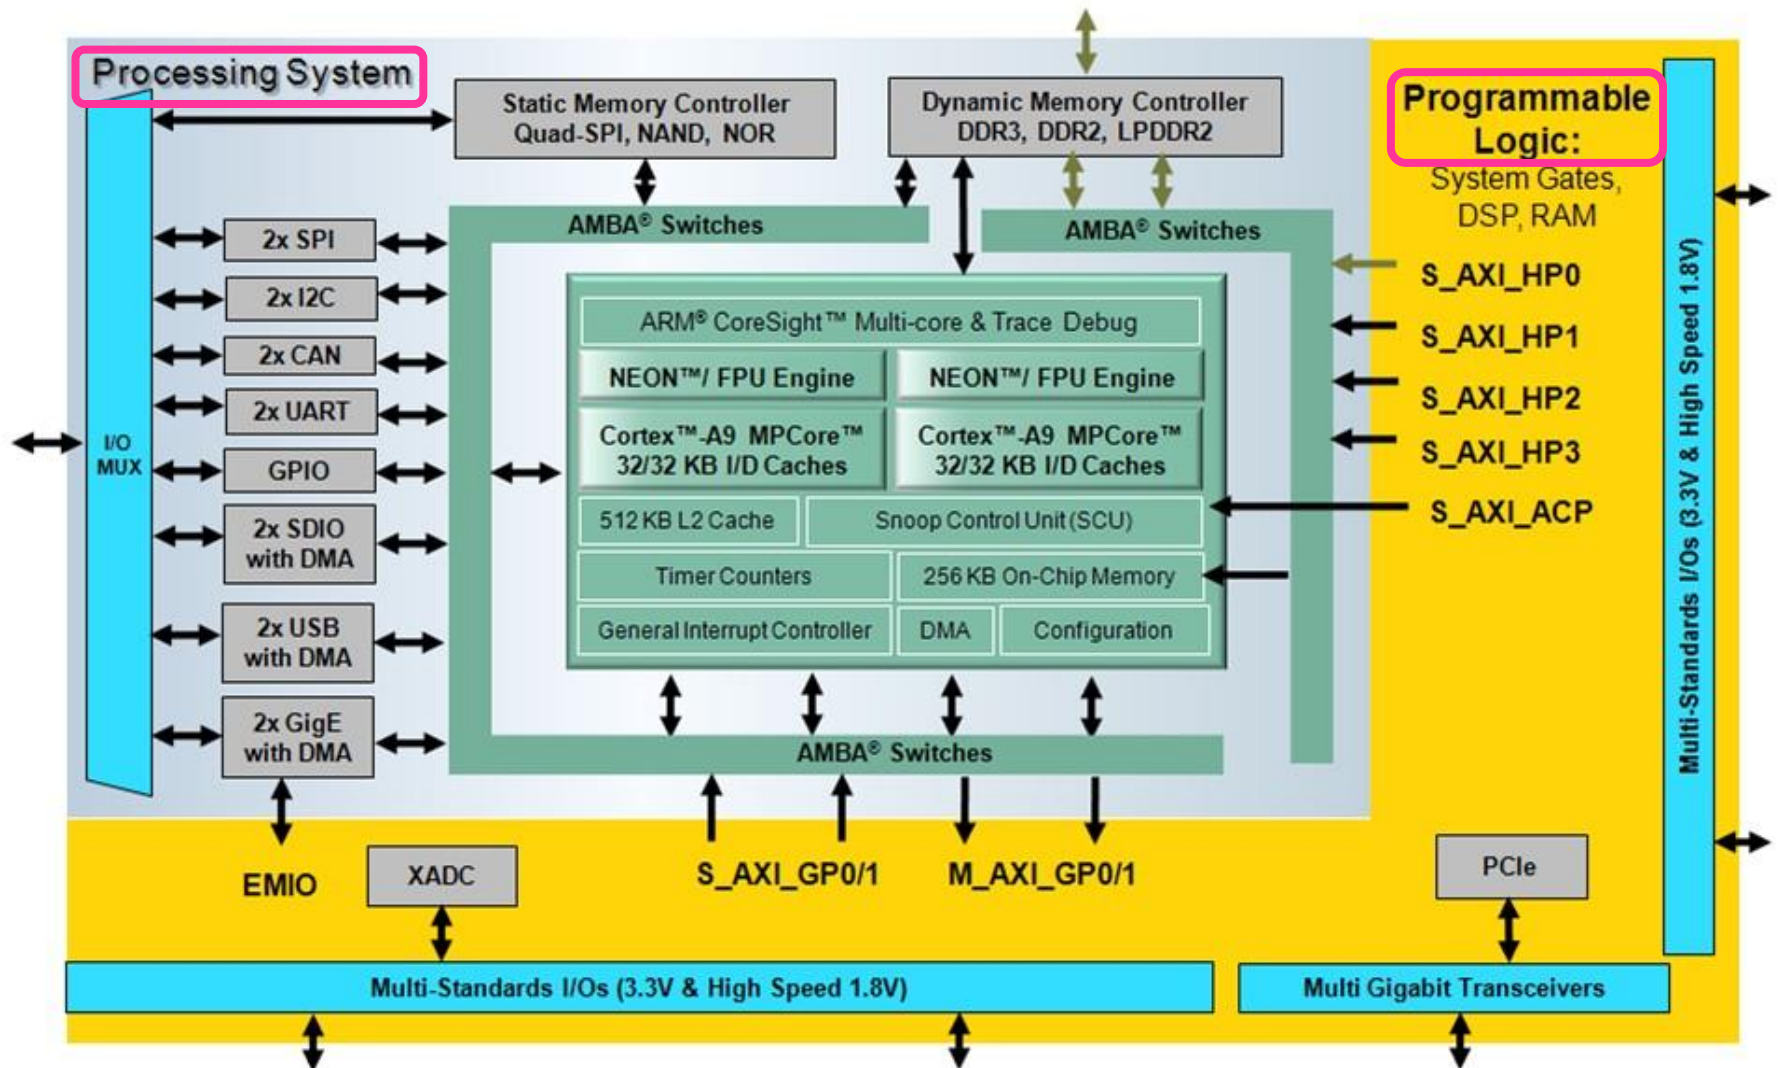 Processing System
Static Memory Controller
Quad-SPI, NAND, NOR
Dynamic Memory Controller
DDR3, DDR2, LPDDR2
Programmable
Logic:
System Gates,
DSP, RAM
AMBA® Switches
AMBA® Switches
I/O
MUX
2x SPI
2x I2C
2x CAN
2x UART
GPIO
2x SDIO
with DMA
2x USB
with DMA
2x GigE
with DMA
ARM® CoreSight™ Multi-core & Trace Debug
NEON™/ FPU Engine
NEON™/ FPU Engine
Cortex™-A9 MPCore™
32/32 KB I/D Caches
Cortex™-A9 MPCore™
32/32 KB I/D Caches
512 KB L2 Cache
Snoop Control Unit (SCU)
Timer Counters
256 KB On-Chip Memory
General Interrupt Controller
DMA
Configuration
AMBA® Switches
S_AXI_HP0
S_AXI_HP1
S_AXI_HP2
S_AXI_HP3
S_AXI_ACP
Multi-Standards I/Os (3.3V & High Speed 1.8V)
EMIO
XADC
S_AXI_GP0/1
M_AXI_GP0/1
PCIe
Multi-Standards I/Os (3.3V & High Speed 1.8V)
Multi Gigabit Transceivers